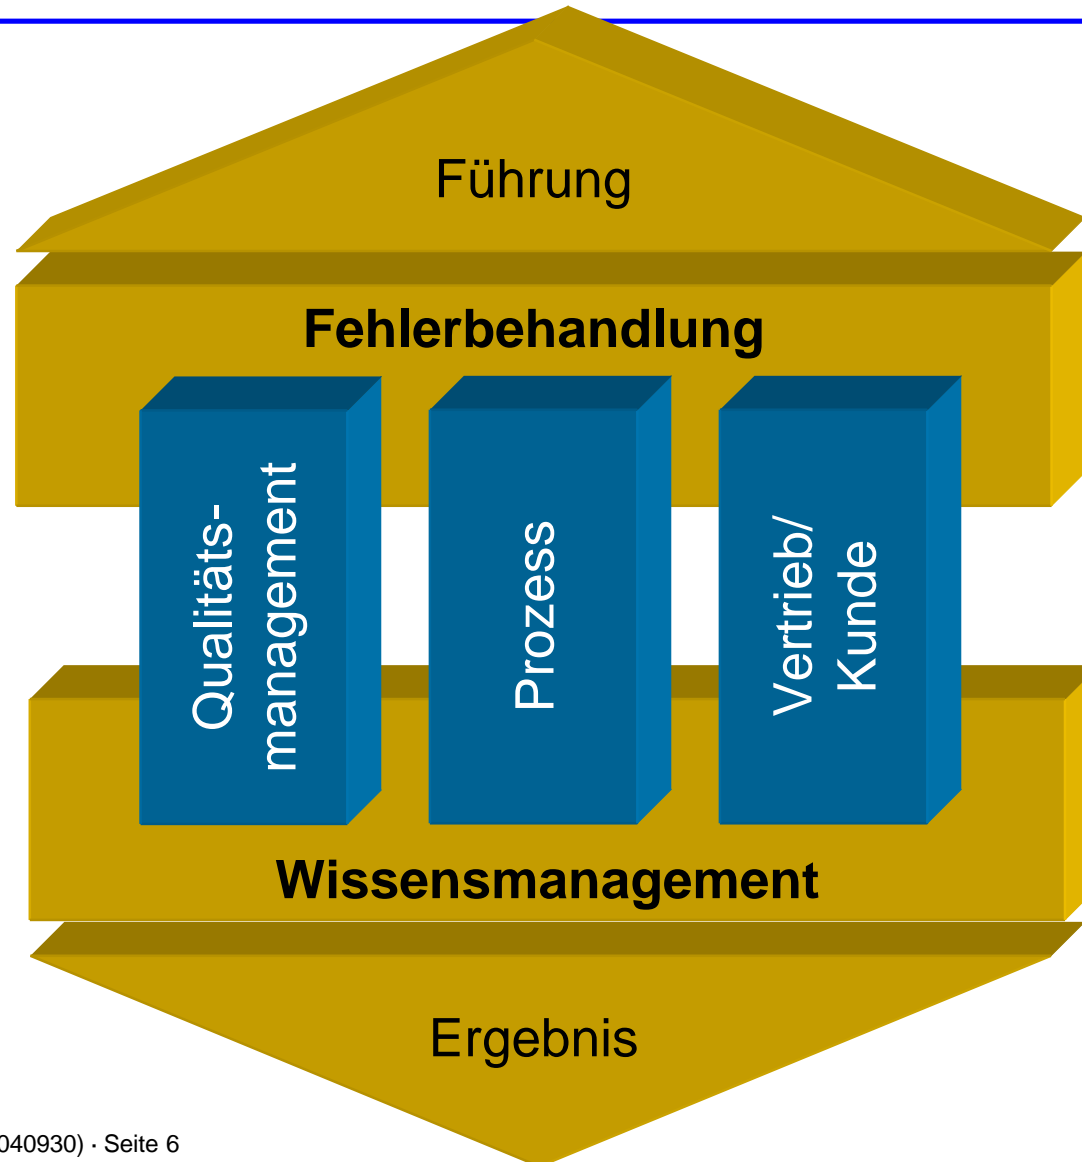 Führung
Fehlerbehandlung
Qualitäts-
management
Prozess
Vertrieb/
Kunde
Wissensmanagement
Ergebnis
040930) · Seite 6